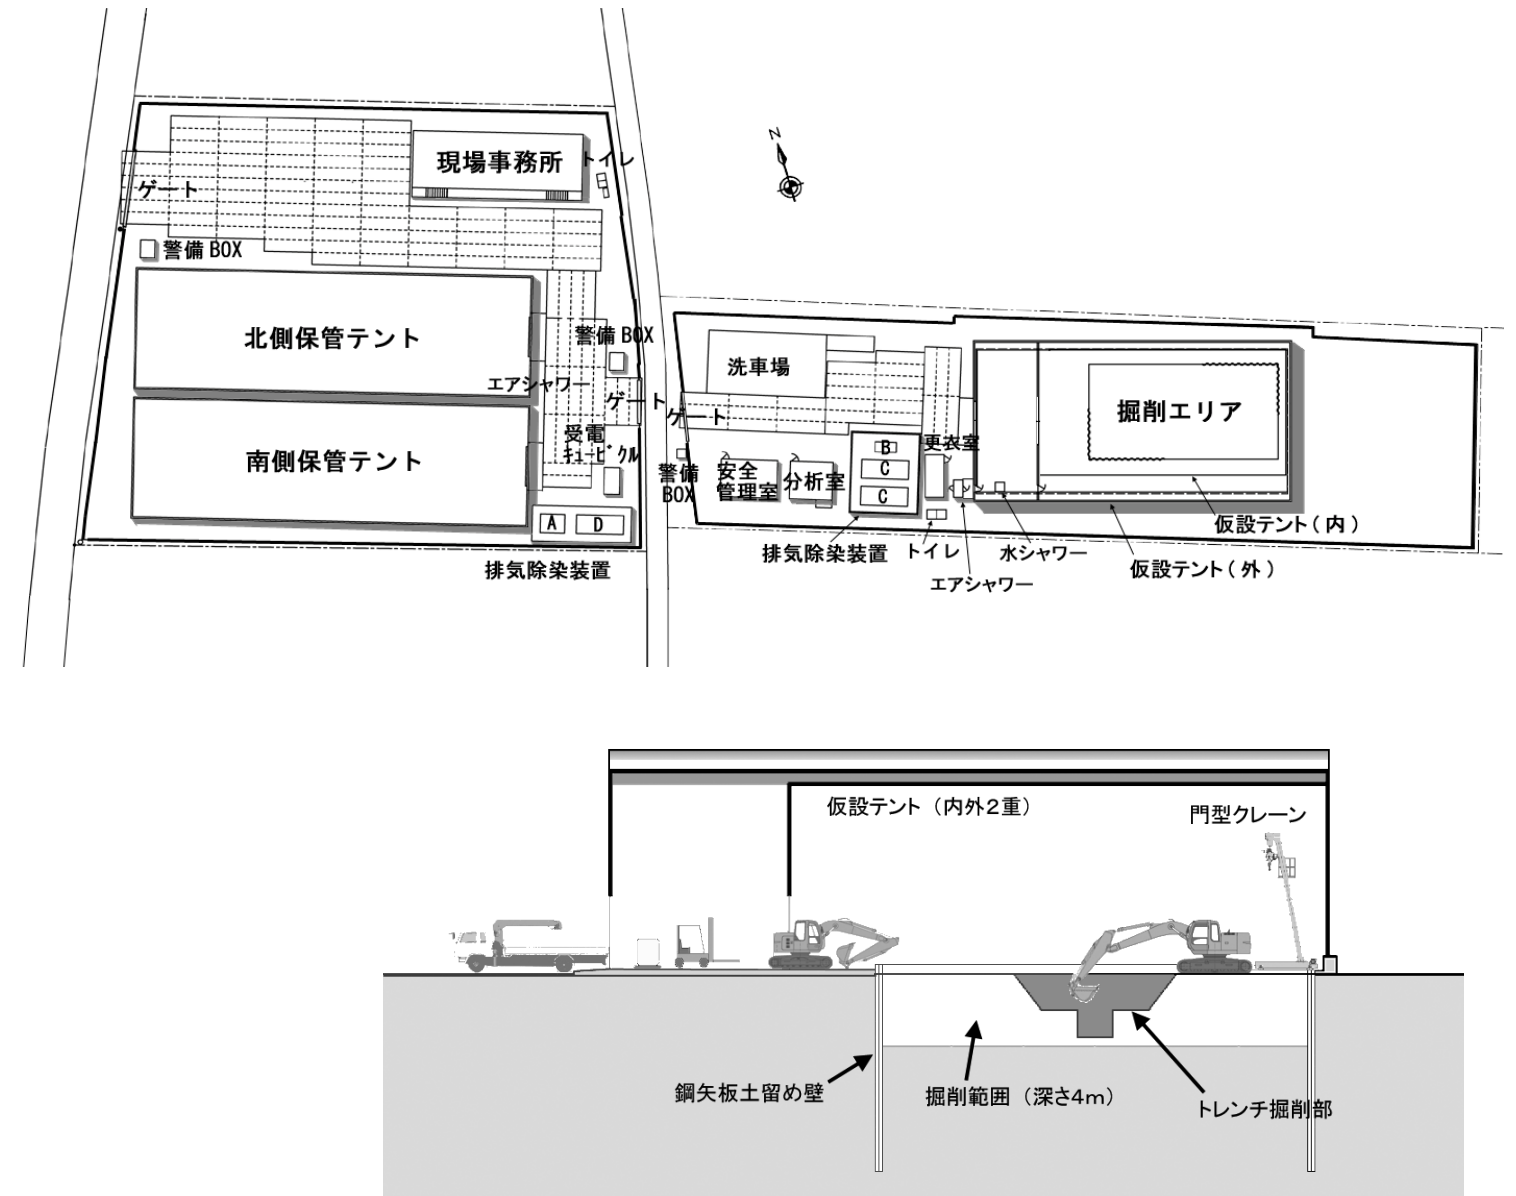 現場事務所
トイレ
ゲート
警備 BOX
北側保管テント
警備 BOX
エアシャワー
ゲート
受電
ｷｭｰﾋﾞｸﾙ
南側保管テント
A
D
排気除染装置
N
洗車場
ゲート
掘削エリア
警備
BOX
安全
管理室
分析室
B
C
C
更衣室
排気除染装置
トイレ
エアシャワー
水シャワー
仮設テント( 内 )
仮設テント( 外 )
仮設テント（内外２重）
門型クレーン
鋼矢板土留め壁
掘削範囲（深さ4ｍ）
トレンチ掘削部